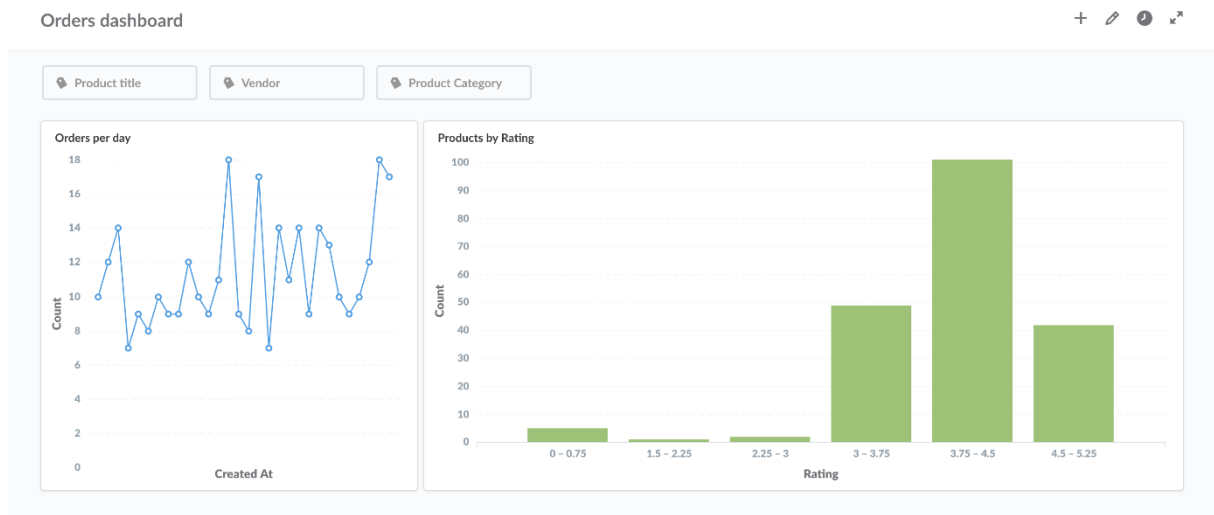 Orders dashboard
Product title
Vendor
Product Category
Orders per day
18
16
14
12
10
8
6
4
2
0
Count
Created At
Products by Rating
100
90
80
70
60
50
40
30
20
10
0
Count
0 – 0.75
1.5 – 2.25
2.25 – 3
3 – 3.75
3.75 – 4.5
4.5 – 5.25
Rating